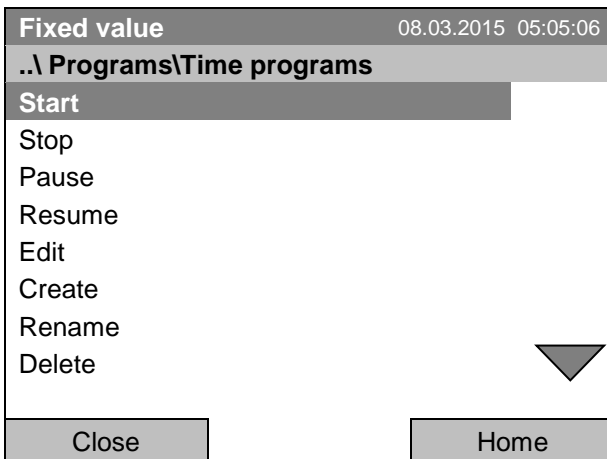 Fixed value 08.03.2015 05:05:06
..\ Programs\Time programs
Start
Stop
Pause
Resume
Edit
Create
Rename
Delete
Close Home